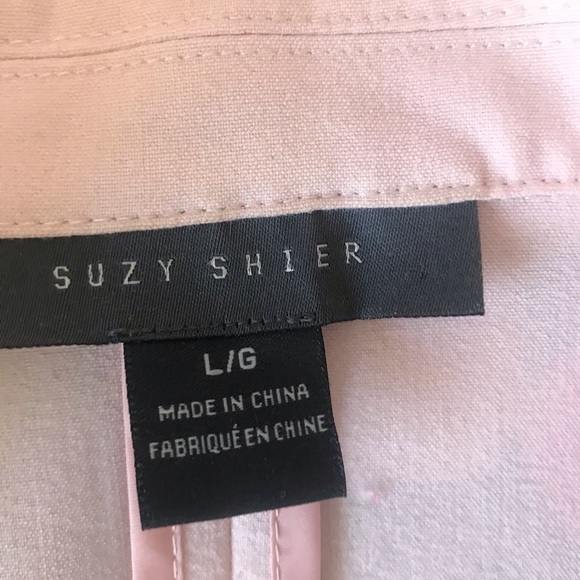 SUZY SHIER
L/G
MADE IN CHINA
FABRIQUÉ EN CHINE